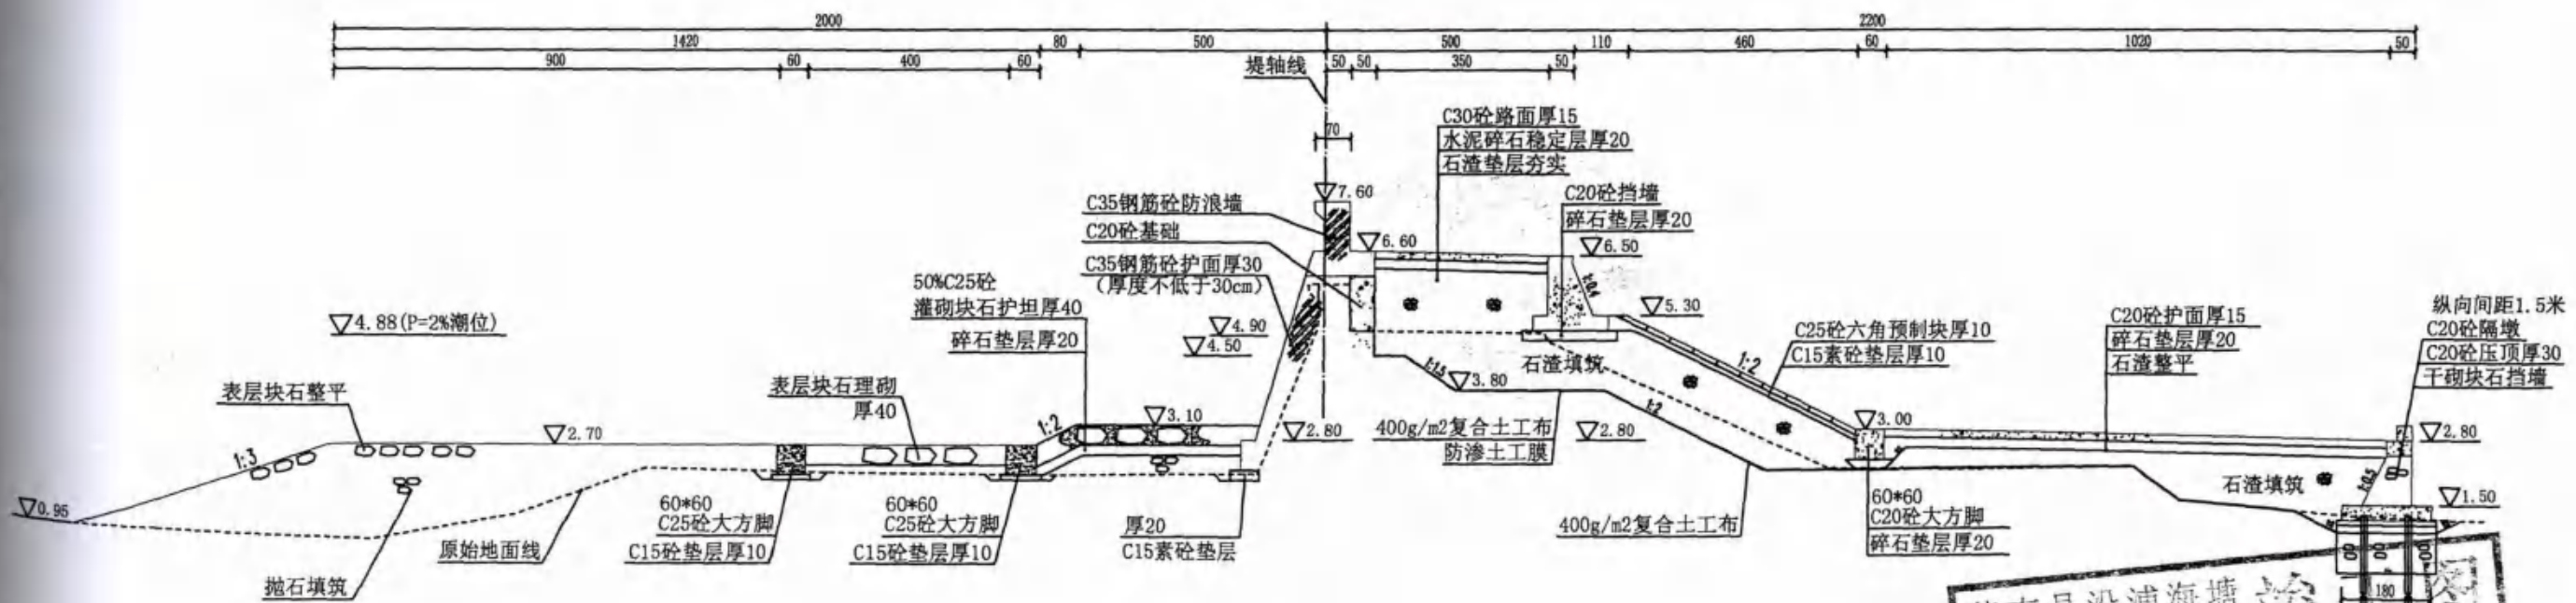 2000
2200
1420
80
500
500
110
460
60
1020
50
900
60
400
60
50
50
350
50
堤轴线
70
C30砼路面厚15
水泥碎石稳定层厚20
石渣垫层夯实
▽7.60
C35钢筋砼防浪墙
C20砼基础
C35钢筋砼护面厚30
(厚度不低于30cm)
▽6.60
C20砼挡墙
碎石垫层厚20
▽6.50
1:0.4
50%C25砼
灌砌块石护坦厚40
碎石垫层厚20
▽4.88(P=2%潮位)
▽4.90
▽4.50
▽5.30
C25砼六角预制块厚10
C15素砼垫层厚10
C20砼护面厚15
碎石垫层厚20
石渣整平
纵向间距1.5米
C20砼隔墩
C20砼压顶厚30
干砌块石挡墙
表层块石整平
表层块石理砌
厚40
1:2
▽3.10
▽2.70
1:3
▽0.95
▽2.80
1:1.5
▽3.80
石渣填筑
1:2
1:2
400g/m2复合土工布
防渗土工膜
▽2.80
▽3.00
▽2.80
石渣填筑
1:0.5
▽1.50
抛石填筑
原始地面线
60*60
C25砼大方脚
C15砼垫层厚10
60*60
C25砼大方脚
C15砼垫层厚10
厚20
C15素砼垫层
400g/m2复合土工布
60*60
C20砼大方脚
碎石垫层厚20
180
南县沿浦海塘